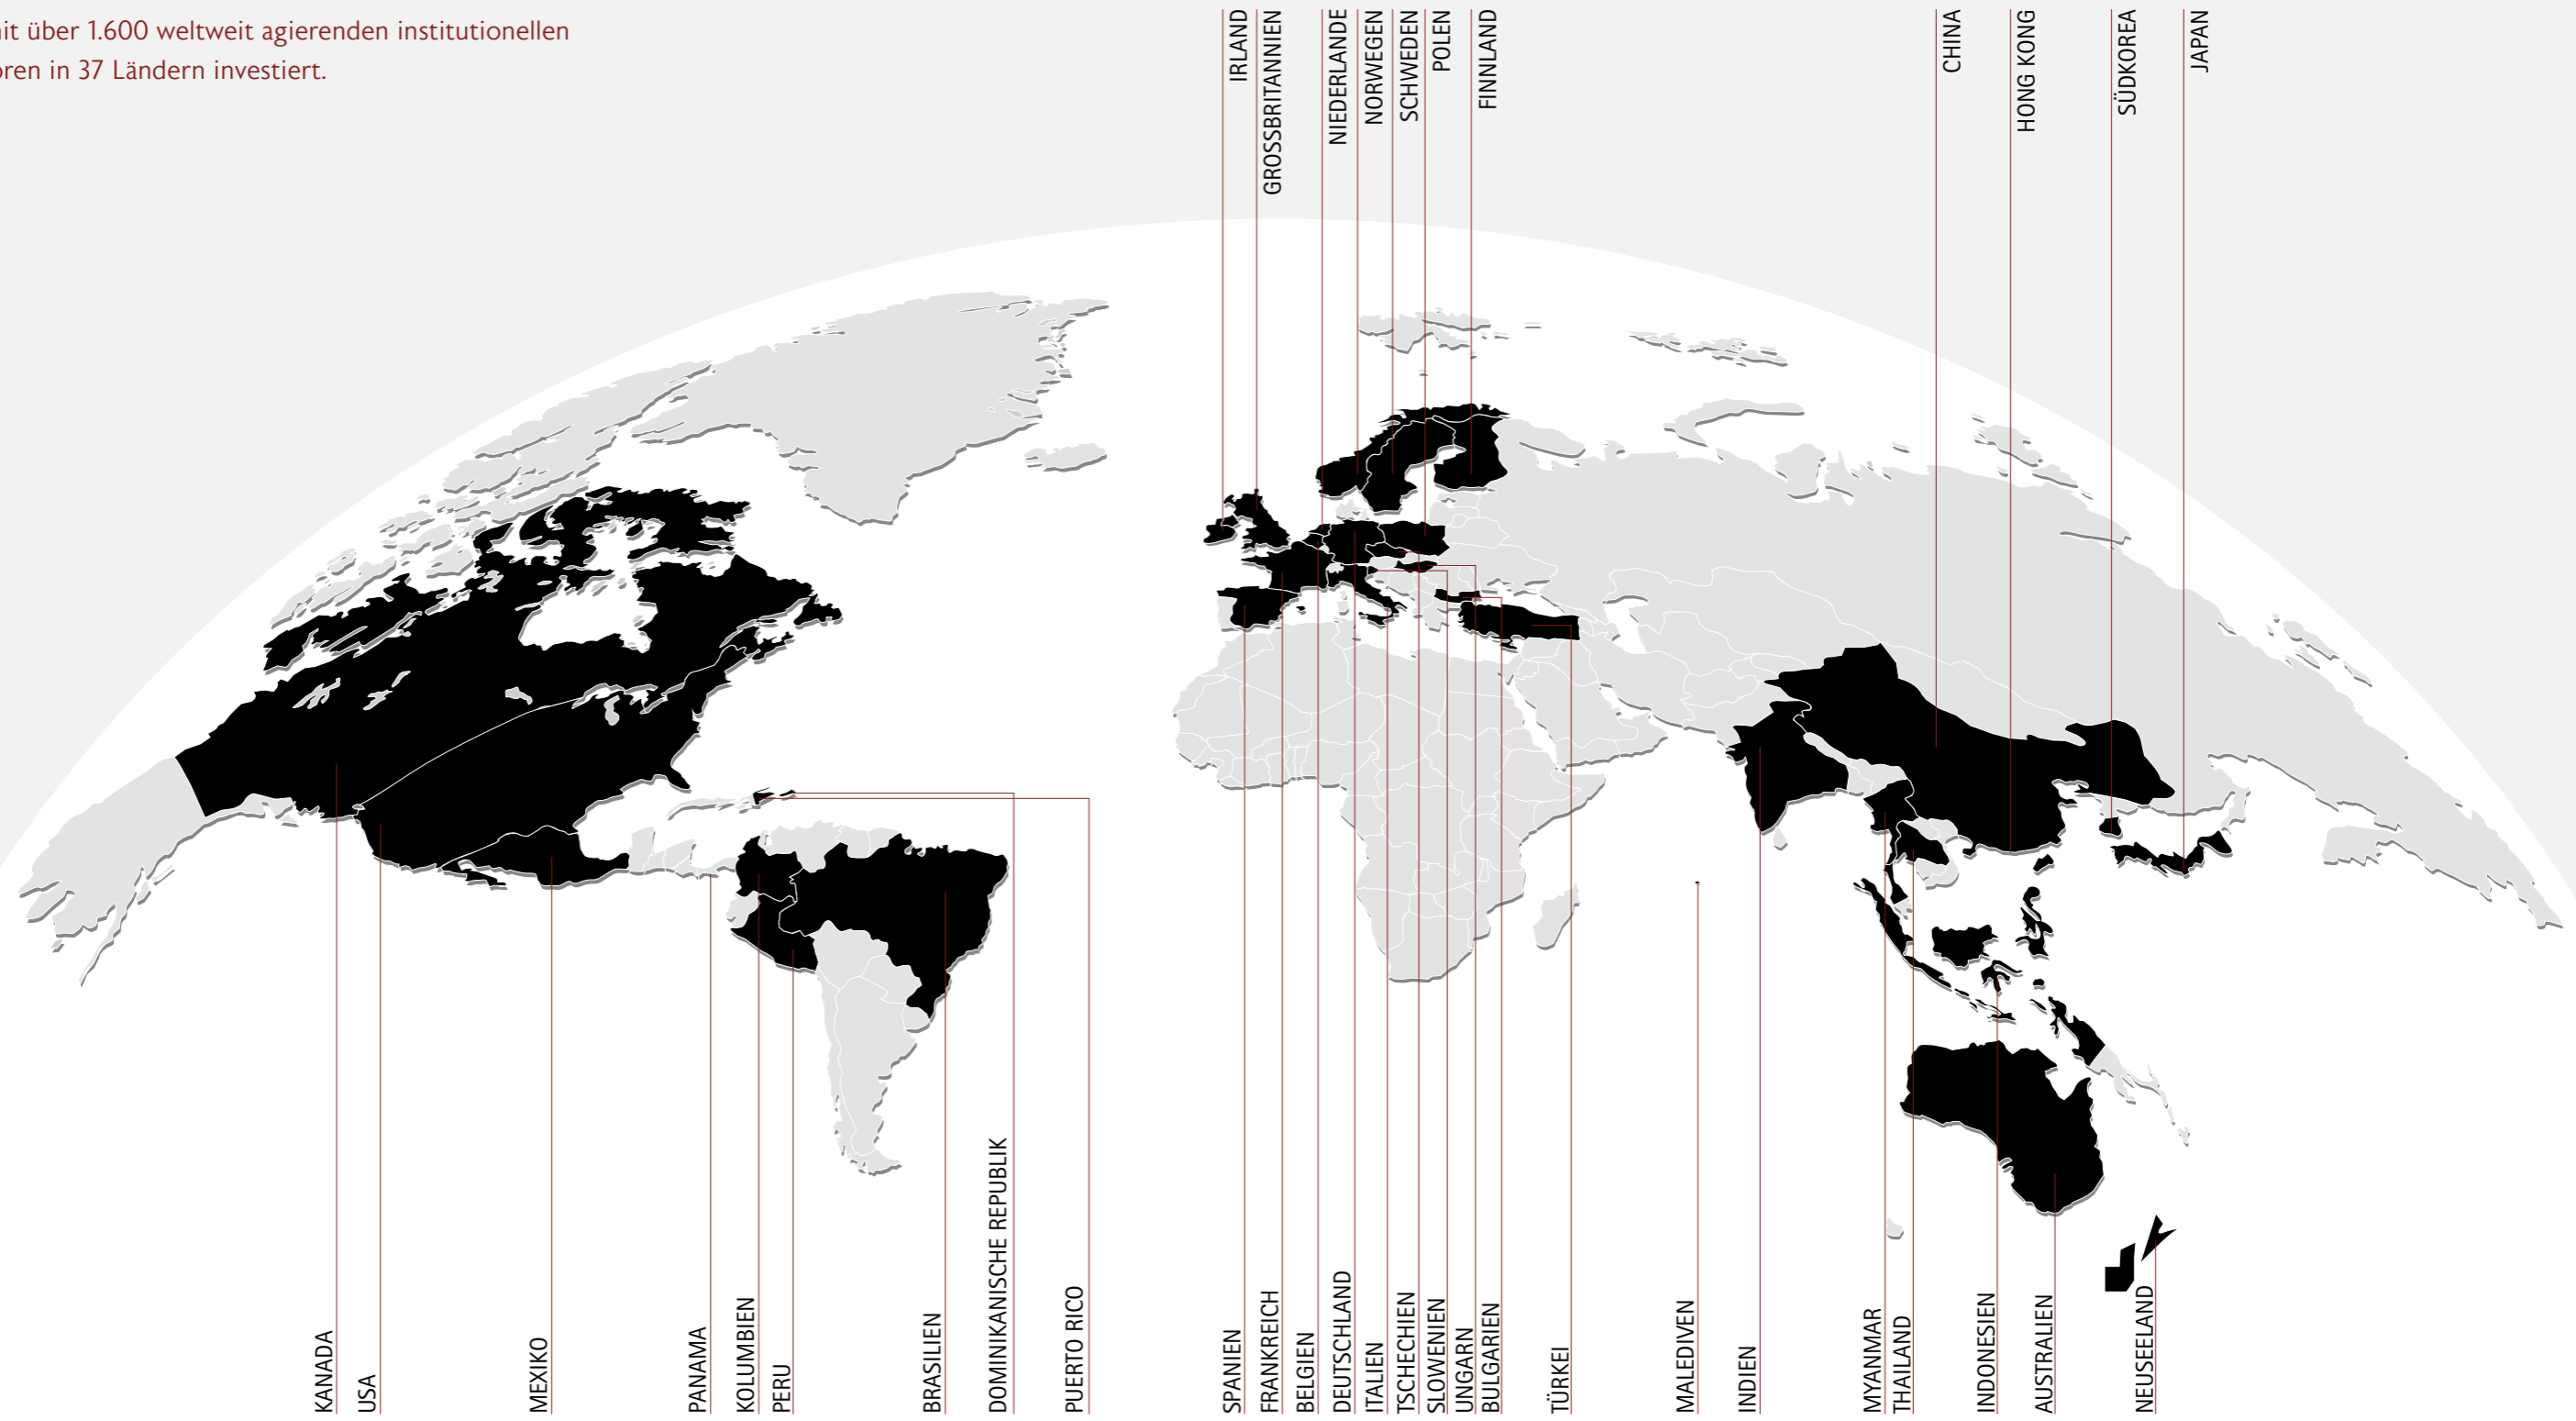 it über 1.600 weltweit agierenden institutionellen
oren in 37 Ländern investiert.
IRLAND
GROSSBRITANNIEN
NIEDERLANDE
NORWEGEN
SCHWEDEN
POLEN
FINNLAND
CHINA
HONG KONG
SÜDKOREA
JAPAN
KANADA
USA
MEXIKO
PANAMA
KOLUMBIEN
PERU
BRASILIEN
DOMINIKANISCHE REPUBLIK
PUERTO RICO
SPANIEN
FRANKREICH
BELGIEN
DEUTSCHLAND
ITALIEN
TSCHECHIEN
SLOWENIEN
UNGARN
BULGARIEN
TÜRKEI
MALEDIVEN
INDIEN
MYANMAR
THAILAND
INDONESIEN
AUSTRALIEN
NEUSEELAND